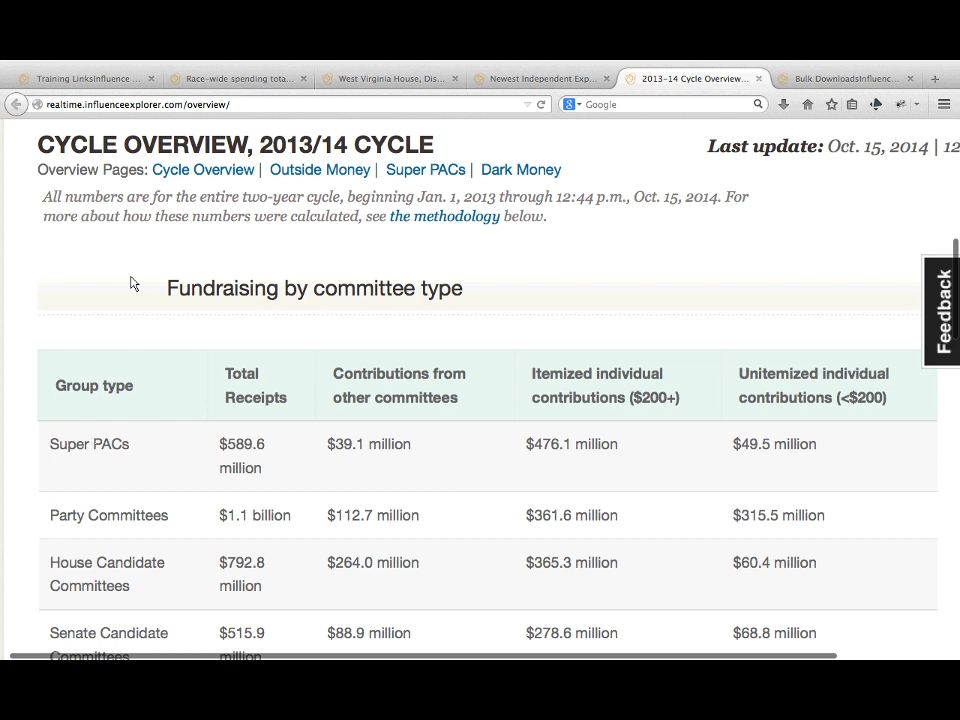 Training LinksInfluence ...
Race-wide spending tota...
West Virginia House, Dis...
Newest Independent Exp...
2013-14 Cycle Overview...
Bulk DownloadsInfluenc...
realtime.influenceexplorer.com/overview/
Google
CYCLE OVERVIEW, 2013/14 CYCLE
Last update: Oct. 15, 2014 | 12
Overview Pages: Cycle Overview | Outside Money | Super PACs | Dark Money
All numbers are for the entire two-year cycle, beginning Jan. 1, 2013 through 12:44 p.m., Oct. 15, 2014. For
more about how these numbers were calculated, see the methodology below.
Feedback
Fundraising by committee type
Group type
Total
Receipts
Contributions from
other committees
Itemized individual
contributions ($200+)
Unitemized individual
contributions (<$200)
Super PACs
$589.6
million
$39.1 million
$476.1 million
$49.5 million
Party Committees
$1.1 billion
$112.7 million
$361.6 million
$315.5 million
House Candidate
Committees
$792.8
million
$264.0 million
$365.3 million
$60.4 million
Senate Candidate
Committees
$515.9
million
$88.9 million
$278.6 million
$68.8 million